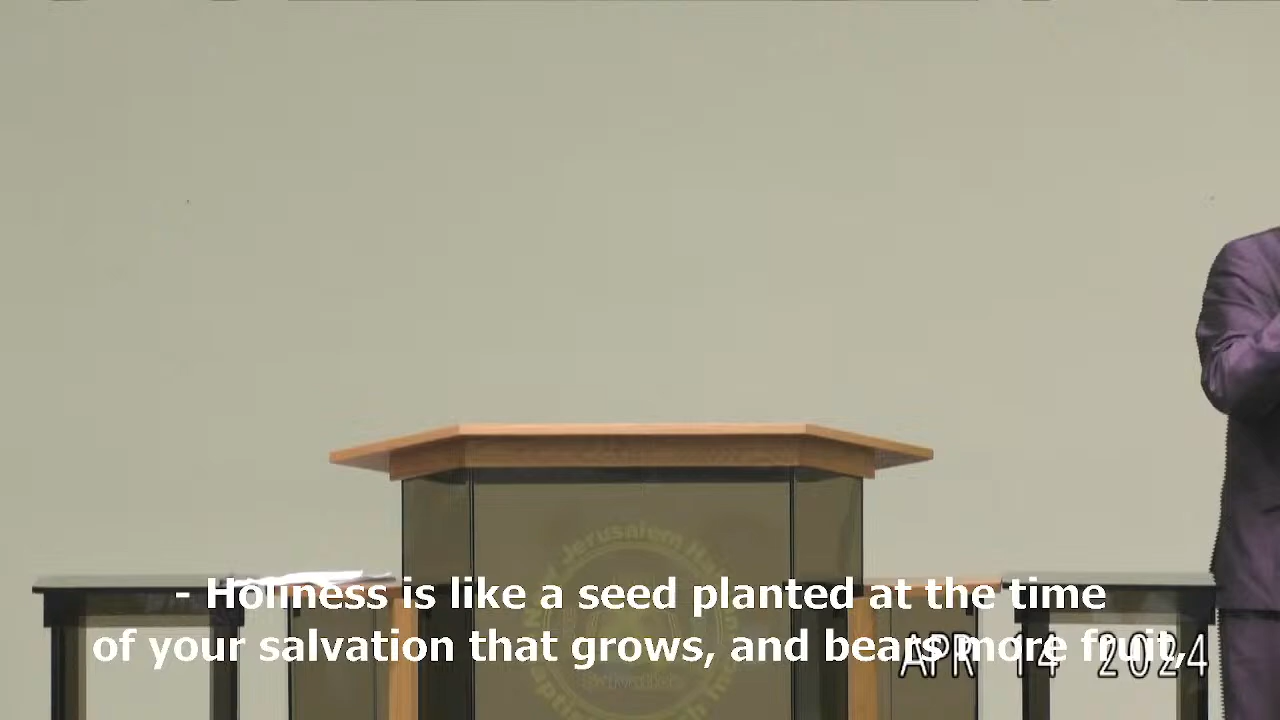 Jerusalem
- Holiness is like a seed planted at the time
of your salvation that grows, and bears more fruit,
APR 14 2024